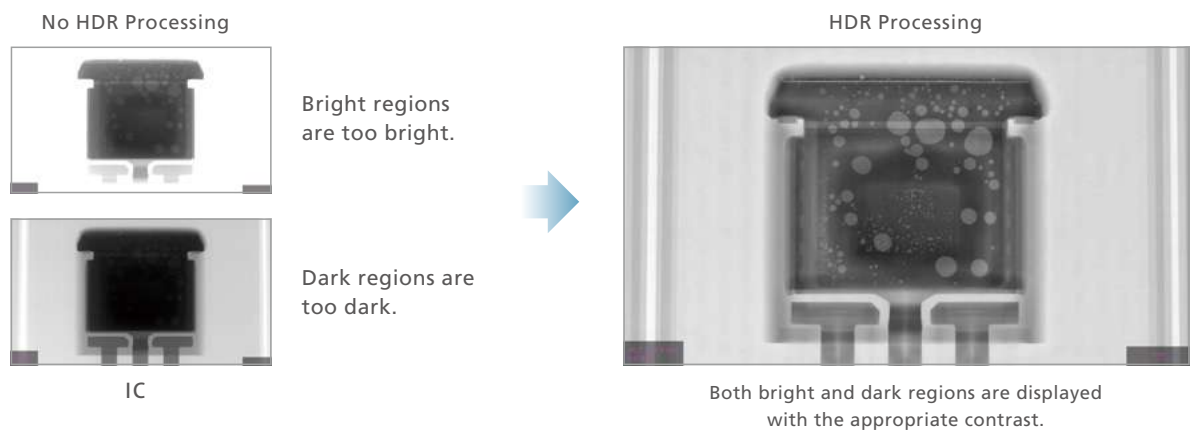 No HDR Processing
Bright regions
are too bright.
Dark regions are
too dark.
IC
HDR Processing
Both bright and dark regions are displayed
with the appropriate contrast.